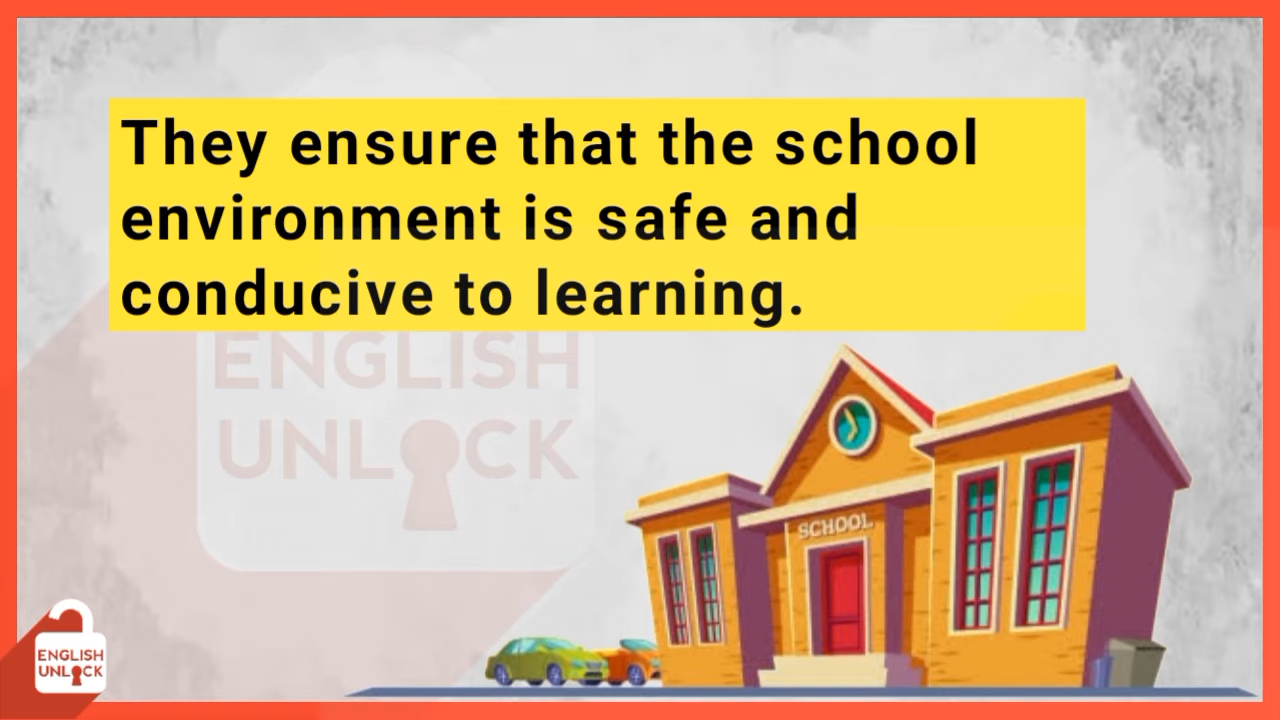 They ensure that the school
environment is safe and
conducive to learning.
ENGLISH
UNLOCK
SCHOOL
ENGLISH
UNLOCK